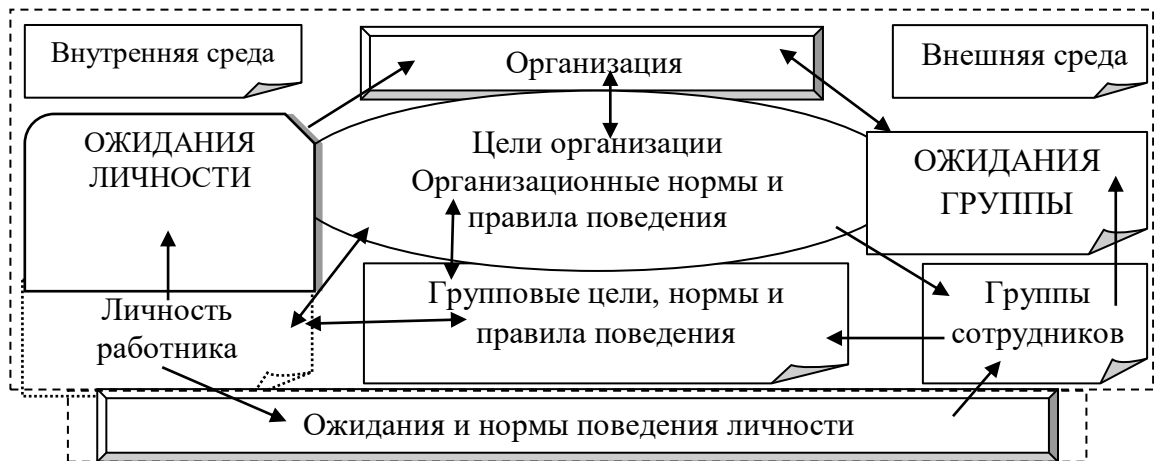 Внутренняя среда
Организация
Внешняя среда
ОЖИДАНИЯ
ЛИЧНОСТИ
Цели организации
Организационные нормы и
правила поведения
ОЖИДАНИЯ
ГРУППЫ
Личность
работника
Групповые цели, нормы и
правила поведения
Группы
сотрудников
Ожидания и нормы поведения личности